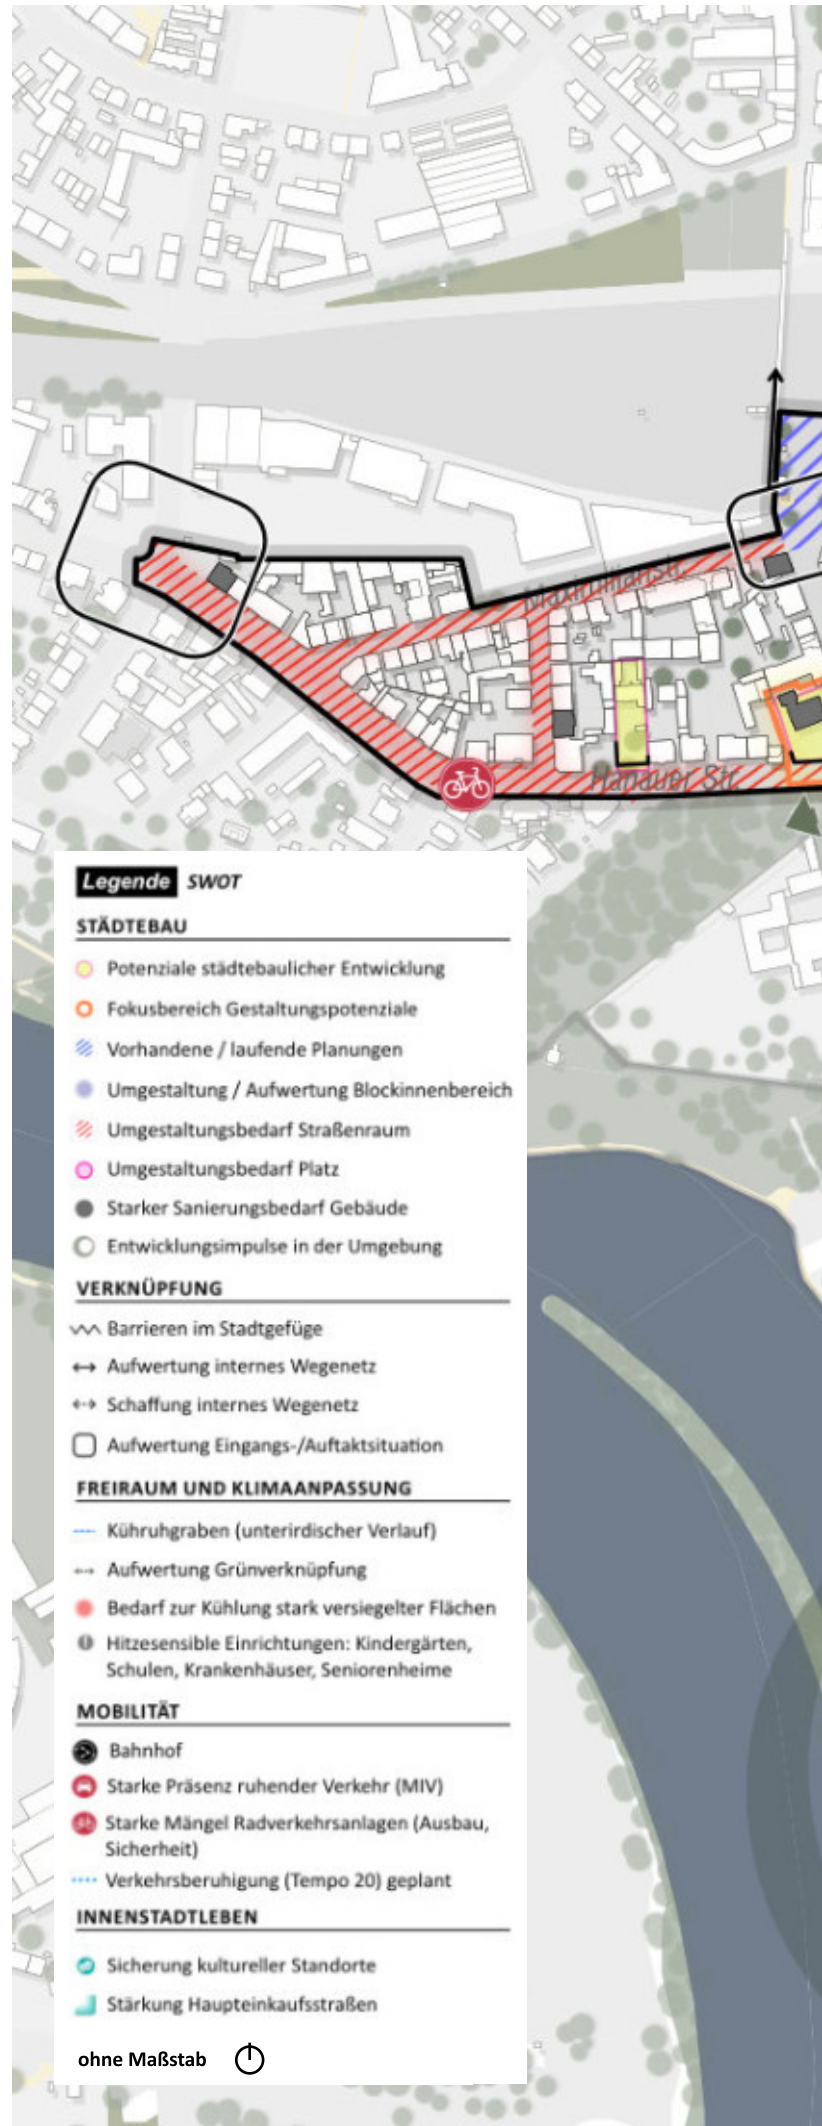 Maximilianstr.
Hanauer Str.
Legende SWOT
STÄDTEBAU
Potenziale städtebaulicher Entwicklung
Fokusbereich Gestaltungspotenziale
Vorhandene / laufende Planungen
Umgestaltung / Aufwertung Blockinnenbereich
Umgestaltungsbedarf Straßenraum
Umgestaltungsbedarf Platz
Starker Sanierungsbedarf Gebäude
Entwicklungsimpulse in der Umgebung
VERKNÜPFUNG
Barrieren im Stadtgefüge
Aufwertung internes Wegenetz
Schaffung internes Wegenetz
Aufwertung Eingangs-/Auftaktsituation
FREIRAUM UND KLIMAANPASSUNG
Kühruhgraben (unterirdischer Verlauf)
Aufwertung Grünverknüpfung
Bedarf zur Kühlung stark versiegelter Flächen
Hitzesensible Einrichtungen: Kindergärten,
Schulen, Krankenhäuser, Seniorenheime
MOBILITÄT
Bahnhof
Starke Präsenz ruhender Verkehr (MIV)
Starke Mängel Radverkehrsanlagen (Ausbau,
Sicherheit)
Verkehrsberuhigung (Tempo 20) geplant
INNENSTADTLEBEN
Sicherung kultureller Standorte
Stärkung Haupteinkaufsstraßen
ohne Maßstab